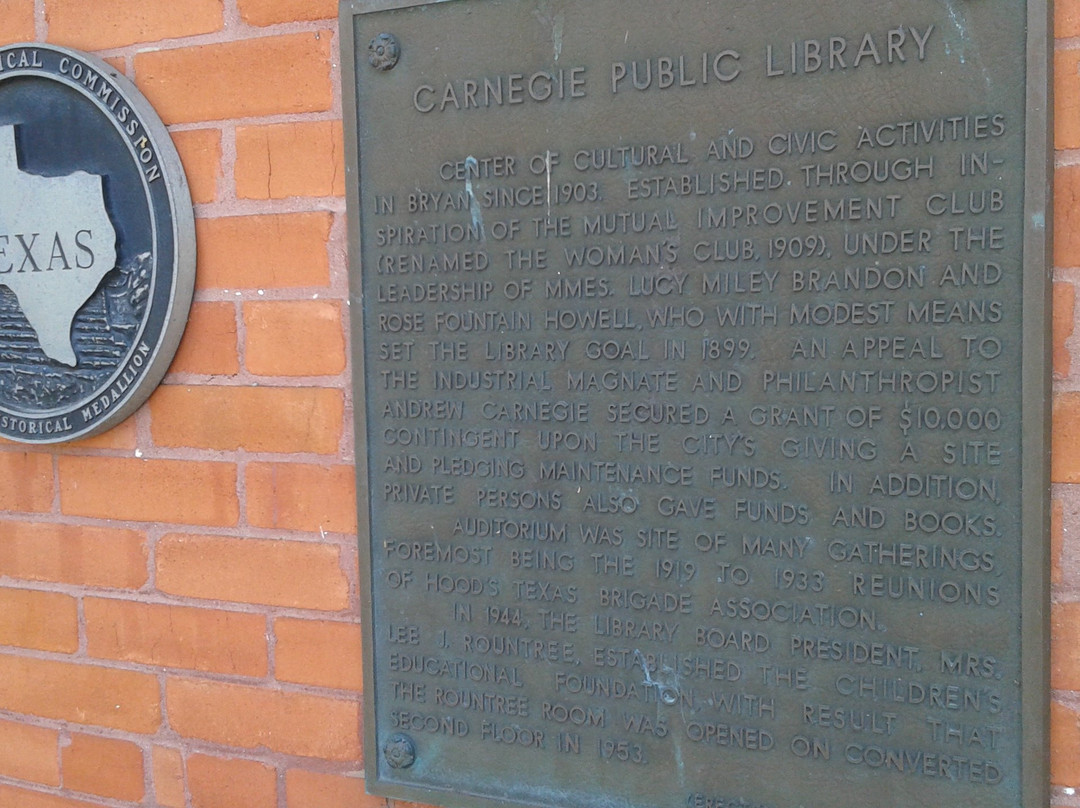 ICAL COMMISSION
EXAS
STORICAL MEDALLION
CARNEGIE PUBLIC LIBRARY
CENTER OF CULTURAL AND CIVIC ACTIVITIES
IN BRYAN SINCE 1903. ESTABLISHED THROUGH IN-
SPIRATION OF THE MUTUAL IMPROVEMENT CLUB
(RENAMED THE WOMAN'S CLUB, 1909), UNDER THE
LEADERSHIP OF MMES. LUCY MILEY BRANDON AND
ROSE FOUNTAIN HOWELL, WHO WITH MODEST MEANS
SET THE LIBRARY GOAL IN 1899. AN APPEAL TO
THE INDUSTRIAL MAGNATE AND PHILANTHROPIST
ANDREW CARNEGIE SECURED A GRANT OF $10,000
CONTINGENT UPON THE CITY'S GIVING A SITE
AND PLEDGING MAINTENANCE FUNDS. IN ADDITION,
PRIVATE PERSONS ALSO GAVE FUNDS AND BOOKS.
AUDITORIUM WAS SITE OF MANY GATHERINGS,
FOREMOST BEING THE 1919 TO 1933 REUNIONS
OF HOOD'S TEXAS BRIGADE ASSOCIATION.
IN 1944, THE LIBRARY BOARD PRESIDENT, MRS.
LEE J. ROUNTREE, ESTABLISHED THE CHILDREN'S
EDUCATIONAL FOUNDATION, WITH RESULT THAT
THE ROUNTREE ROOM WAS OPENED ON CONVERTED
SECOND FLOOR IN 1953.